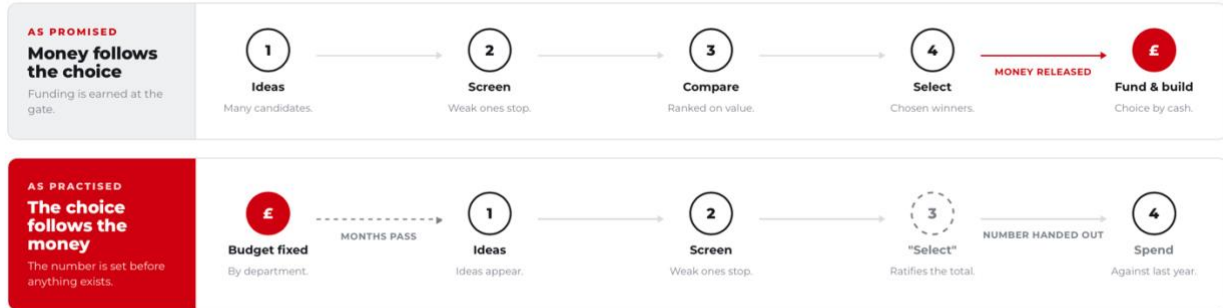 AS PROMISED
Money follows
the choice
Funding is earned at the
gate.
1
Ideas
Many candidates.
2
Screen
Weak ones stop.
3
Compare
Ranked on value.
4
Select
Chosen winners.
MONEY RELEASED
£
Fund & build
Choice by cash.
AS PRACTISED
The choice
follows the
money
The number is set before
anything exists.
£
Budget fixed
By department.
MONTHS PASS
1
Ideas
Ideas appear.
2
Screen
Weak ones stop.
3
"Select"
Ratifies the total.
NUMBER HANDED OUT
4
Spend
Against last year.